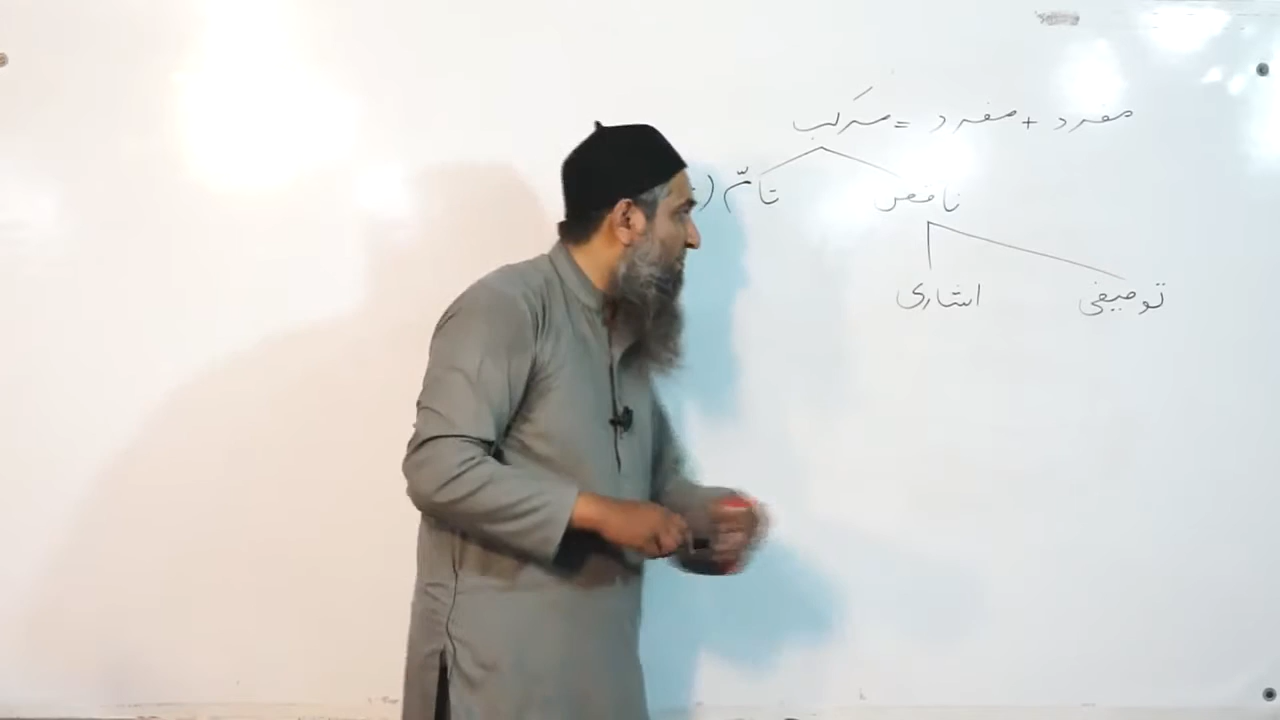 مفرد + مفرد = مرکب
ناقص تامّ (
توصیفی اشاری